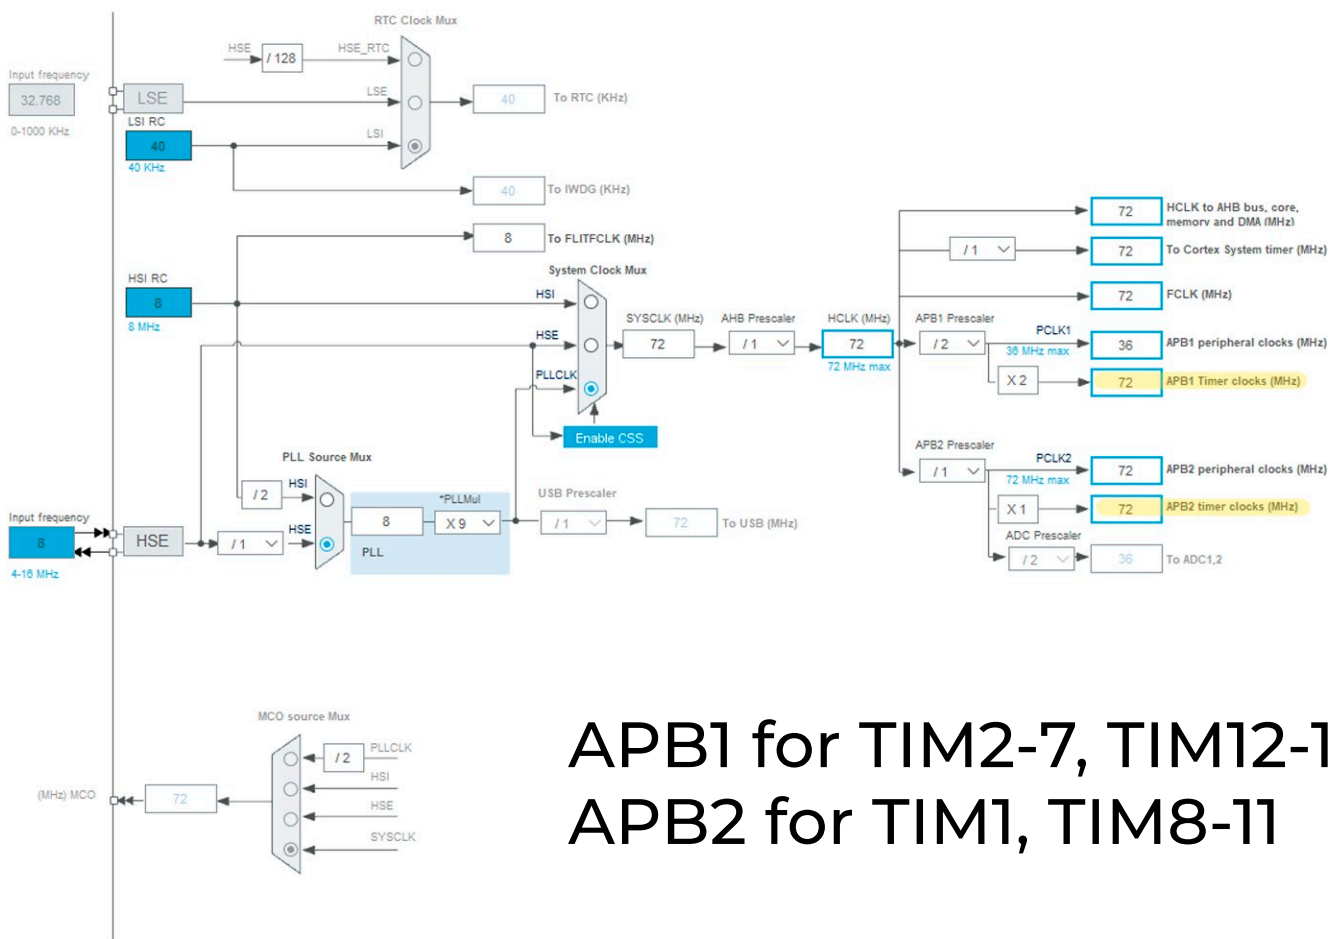 RTC Clock Mux
HSE
/ 128
HSE_RTC
Input frequency
32.768
0-1000 KHz
LSE
LSE
40
To RTC (KHz)
LSI RC
40
40 KHz
LSI
40
To IWDG (KHz)
8
To FLITFCLK (MHz)
HSI RC
8
8 MHz
System Clock Mux
HSI
HSE
PLLCLK
Enable CSS
SYSCLK (MHz)
72
AHB Prescaler
/ 1
HCLK (MHz)
72
72 MHz max
72
HCLK to AHB bus, core,
memory and DMA (MHz)
/ 1
72
To Cortex System timer (MHz)
72
FCLK (MHz)
APB1 Prescaler
/ 2
PCLK1
36 MHz max
36
APB1 peripheral clocks (MHz)
X 2
72
APB1 Timer clocks (MHz)
APB2 Prescaler
/ 1
PCLK2
72 MHz max
72
APB2 peripheral clocks (MHz)
X 1
72
APB2 timer clocks (MHz)
ADC Prescaler
/ 2
36
To ADC1,2
PLL Source Mux
/ 2
HSI
HSE
Input frequency
8
4-16 MHz
HSE
/ 1
8
*PLLMul
X 9
PLL
USB Prescaler
/ 1
72
To USB (MHz)
MCO source Mux
/ 2
PLLCLK
HSI
HSE
SYSCLK
(MHz) MCO
72
APB1 for TIM2-7, TIM12-1
APB2 for TIM1, TIM8-11